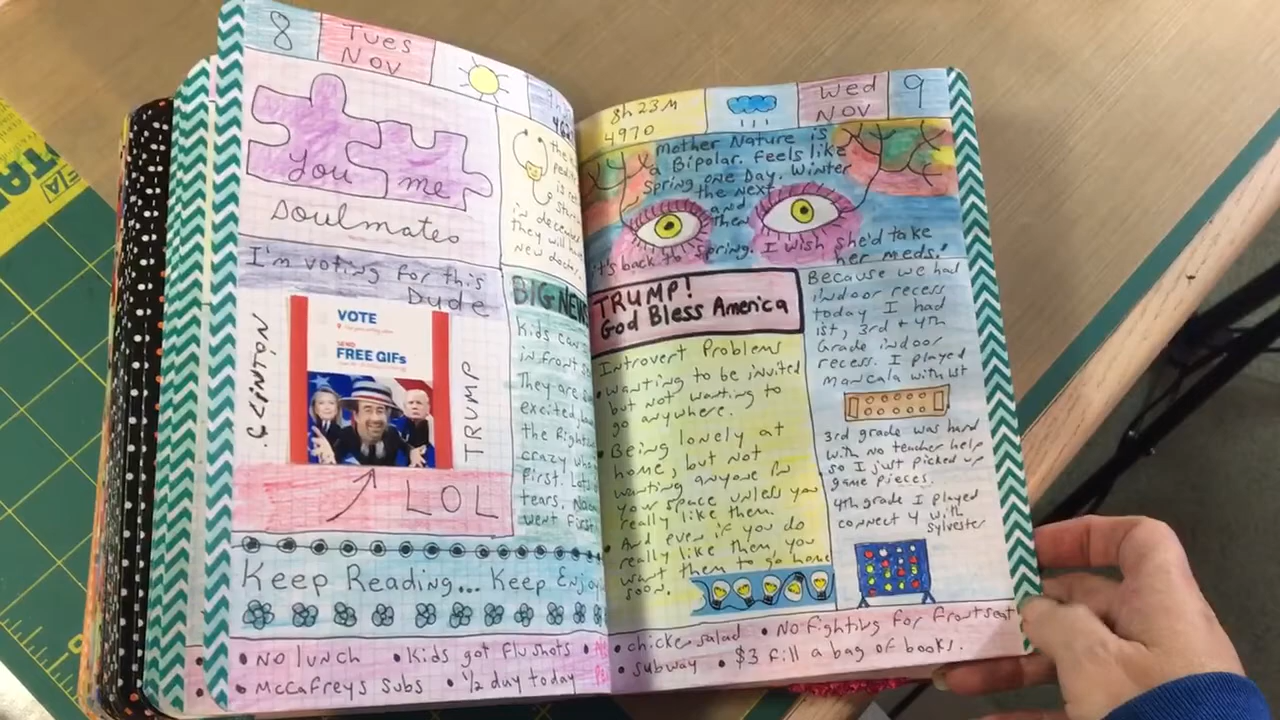 8
Tues
Nov
You me
Soulmates
I'm voting for this
Dude
VOTE
FREE GIFs
TRUMP
LOL
the
is
in december
they will
new doctor
BIG NEWS
Kids can
in front
They are
excited, but
the fight
crazy who
first.
tears.
went first
Keep Reading... Keep Enjoy
• No lunch • Kids got flu shots
• McCafreys subs • 1/2 day today
8h 23M
4970
Wed
Nov
9
Mother Nature is
a Bipolar. Feels like
Spring one Day. Winter
the next
and
then
it's back to spring. I wish she'd take
her meds.
TRUMP!
God Bless America
Introvert Problems
• Wanting to be invited
but not wanting to
go anywhere.
• Being lonely at
home, but not
wanting anyone in
your space unless you
really like them.
• And even if you do
really like them you
want them to go home
soon.
Because we had
indoor recess
today I had
1st, 3rd + 4th
Grade indoor
recess. I played
mancala with 1st
3rd grade was hard
with no teacher help
so I just picked up
game pieces.
4th grade I played
connect 4 with
Sylvester
• chicken salad • No fighting for front seat
• subway • $3 fill a bag of books.